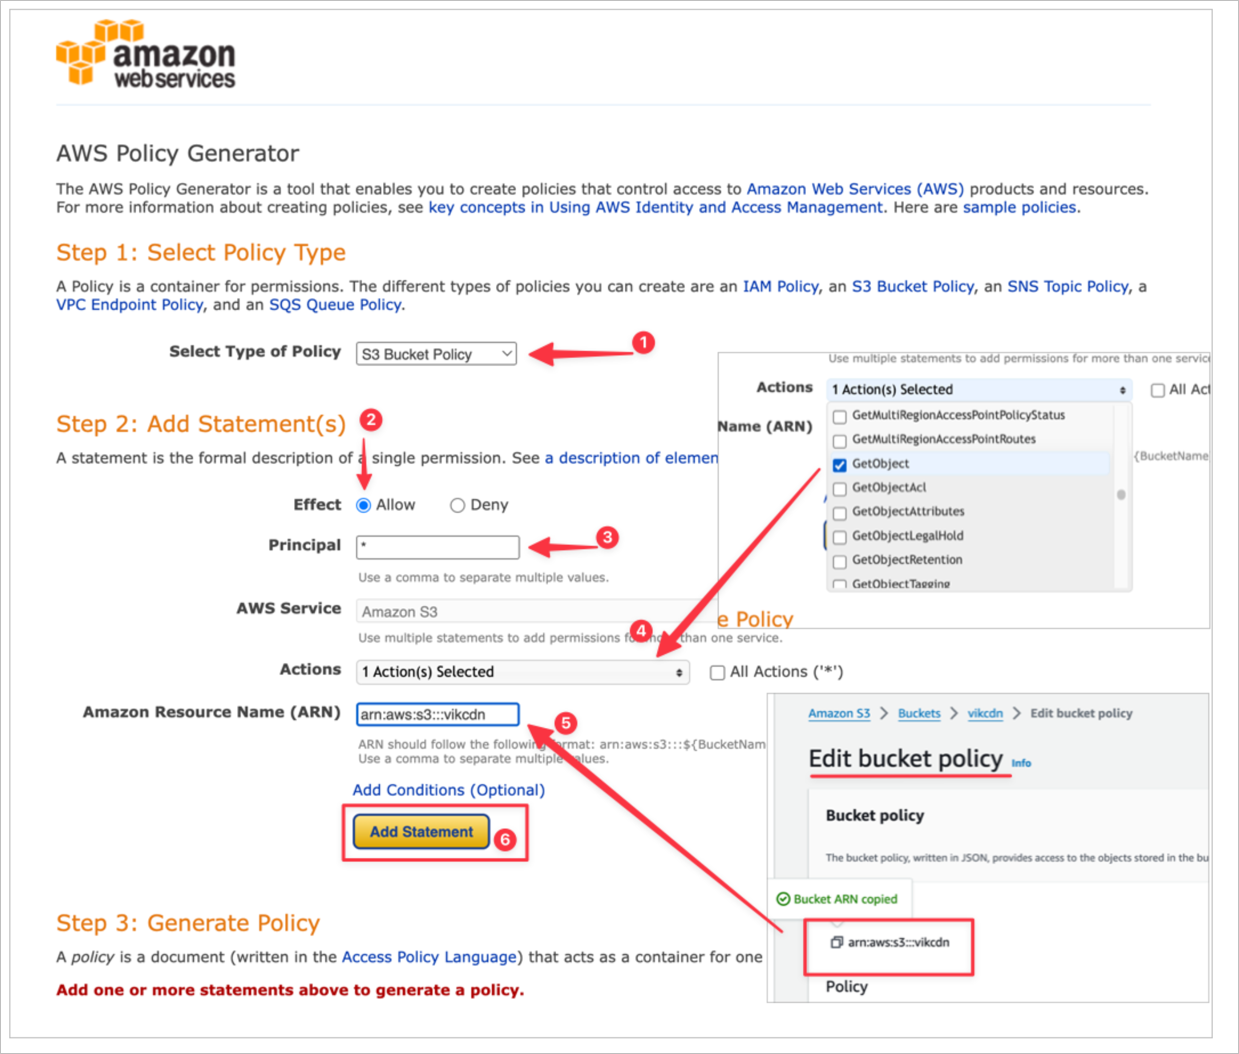 amazon
webservices
AWS Policy Generator
The AWS Policy Generator is a tool that enables you to create policies that control access to Amazon Web Services (AWS) products and resources.
For more information about creating policies, see key concepts in Using AWS Identity and Access Management. Here are sample policies.
Step 1: Select Policy Type
A Policy is a container for permissions. The different types of policies you can create are an IAM Policy, an S3 Bucket Policy, an SNS Topic Policy, a
VPC Endpoint Policy, and an SQS Queue Policy.
Select Type of Policy S3 Bucket Policy 1
Step 2: Add Statement(s) 2
A statement is the formal description of a single permission. See a description of elemen
Effect Allow Deny
Principal * 3
Use a comma to separate multiple values.
AWS Service Amazon S3
Use multiple statements to add permissions for more than one service.
4
Actions 1 Action(s) Selected All Actions ('*')
Amazon Resource Name (ARN) arn:aws:s3:::vikcdn 5
ARN should follow the following format: arn:aws:s3:::${BucketNam
Use a comma to separate multiple values.
Add Conditions (Optional)
Add Statement 6
Step 3: Generate Policy
A policy is a document (written in the Access Policy Language) that acts as a container for one
Add one or more statements above to generate a policy.
Use multiple statements to add permissions for more than one service
Actions 1 Action(s) Selected All Act
Name (ARN)
GetMultiRegionAccessPointPolicyStatus
GetMultiRegionAccessPointRoutes
{BucketName
GetObject
GetObjectAcl
GetObjectAttributes
GetObjectLegalHold
GetObjectRetention
GetObjectTagging
e Policy
Amazon S3 > Buckets > vikcdn > Edit bucket policy
Edit bucket policy Info
Bucket policy
The bucket policy, written in JSON, provides access to the objects stored in the bu
Bucket ARN copied
arn:aws:s3:::vikcdn
Policy